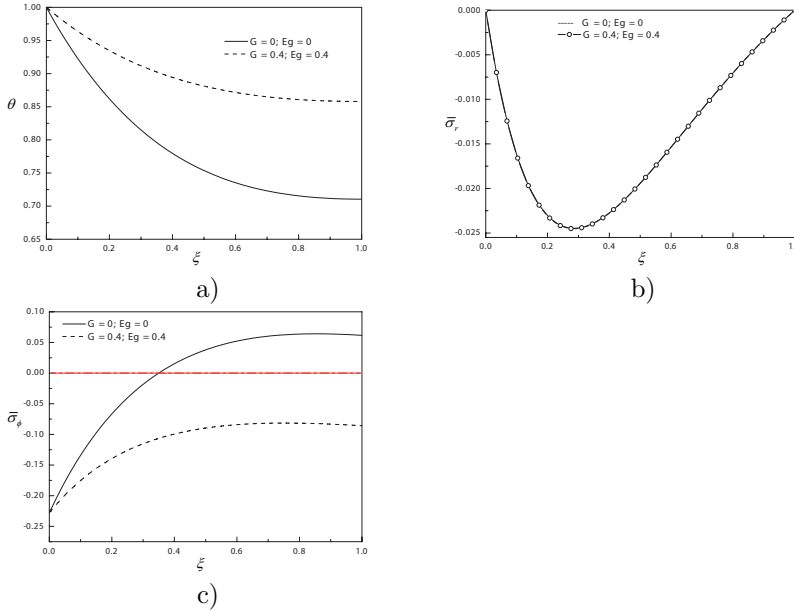 1.00
0.95
0.90
0.85
0.80
0.75
0.70
0.65
θ
G = 0; Eg = 0
G = 0.4; Eg = 0.4
0.0 0.2 0.4 0.6 0.8 1.0
ξ
a)
0.000
-0.005
-0.010
-0.015
-0.020
-0.025
σ̅r
G = 0; Eg = 0
G = 0.4; Eg = 0.4
0.0 0.2 0.4 0.6 0.8 1.0
ξ
b)
0.10
0.05
0.00
-0.05
-0.10
-0.15
-0.20
-0.25
σ̅ϕ
G = 0; Eg = 0
G = 0.4; Eg = 0.4
0.0 0.2 0.4 0.6 0.8 1.0
ξ
c)